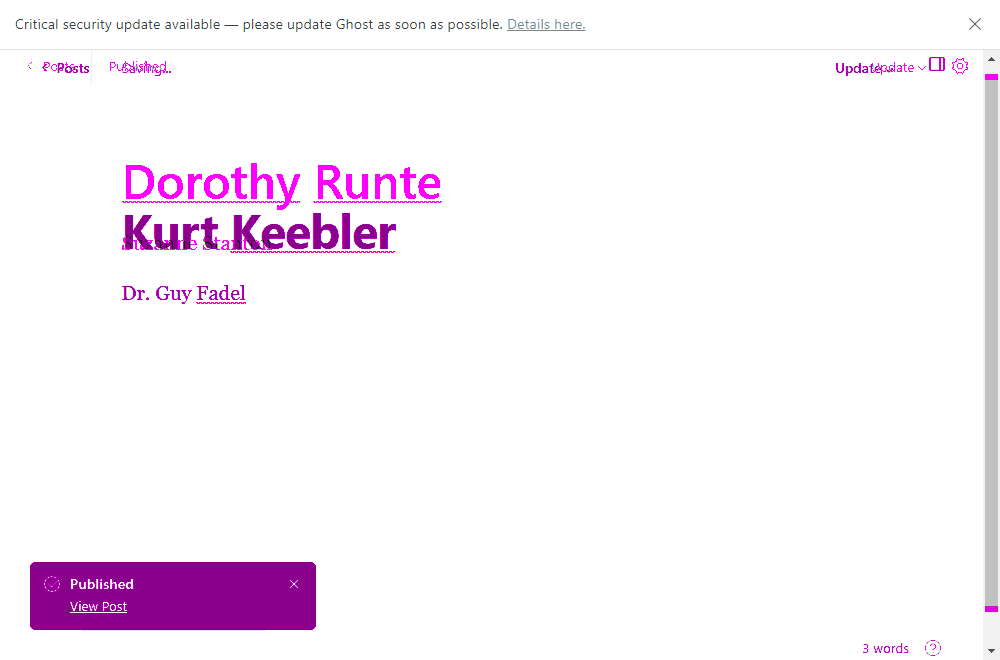 Critical security update available — please update Ghost as soon as possible. Details here.
Posts Posts Published Saving... Update Update
Dorothy Runte
Kurt Keebler
Suzanne Stanton
Dr. Guy Fadel
Published
View Post
3 words